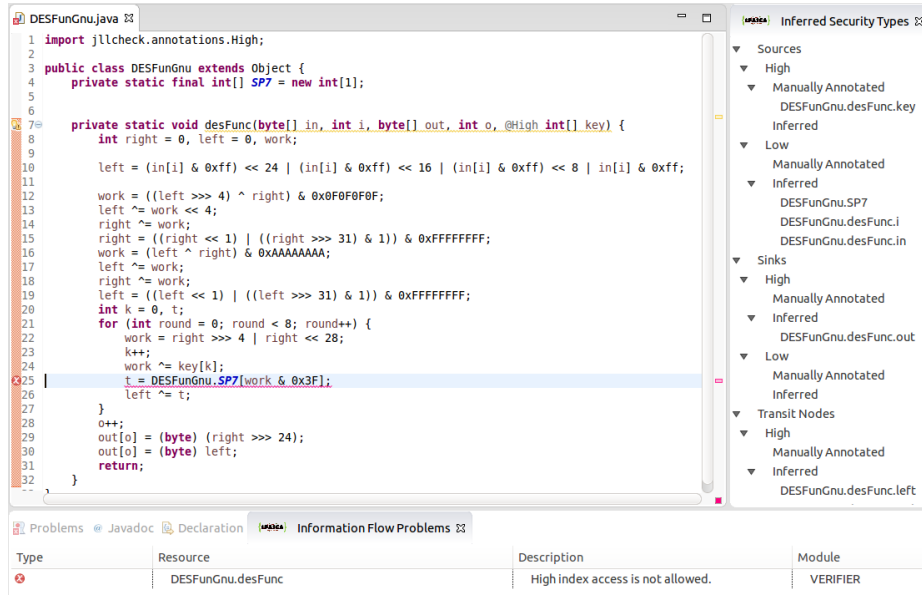 DESFunGnu.java
1 import jllcheck.annotations.High;
2
3 public class DESFunGnu extends Object {
4 private static final int[] SP7 = new int[1];
5
6
7 private static void desFunc(byte[] in, int i, byte[] out, int o, @High int[] key) {
8 int right = 0, left = 0, work;
9
10 left = (in[i] & 0xff) << 24 | (in[i] & 0xff) << 16 | (in[i] & 0xff) << 8 | in[i] & 0xff;
11
12 work = ((left >>> 4) ^ right) & 0x0F0F0F0F;
13 left ^= work << 4;
14 right ^= work;
15 right = ((right << 1) | ((right >>> 31) & 1)) & 0xFFFFFFFF;
16 work = (left ^ right) & 0xAAAAAAAA;
17 left ^= work;
18 right ^= work;
19 left = ((left << 1) | ((left >>> 31) & 1)) & 0xFFFFFFFF;
20 int k = 0, t;
21 for (int round = 0; round < 8; round++) {
22 work = right >>> 4 | right << 28;
23 k++;
24 work ^= key[k];
25 t = DESFunGnu.SP7[work & 0x3F];
26 left ^= t;
27 }
28 o++;
29 out[o] = (byte) (right >>> 24);
30 out[o] = (byte) left;
31 return;
32 }
Inferred Security Types
Sources
High
Manually Annotated
DESFunGnu.desFunc.key
Inferred
Low
Manually Annotated
Inferred
DESFunGnu.SP7
DESFunGnu.desFunc.i
DESFunGnu.desFunc.in
Sinks
High
Manually Annotated
Inferred
DESFunGnu.desFunc.out
Low
Manually Annotated
Inferred
Transit Nodes
High
Manually Annotated
Inferred
DESFunGnu.desFunc.left
Problems @ Javadoc Declaration Information Flow Problems
Type Resource Description Module
DESFunGnu.desFunc High index access is not allowed. VERIFIER